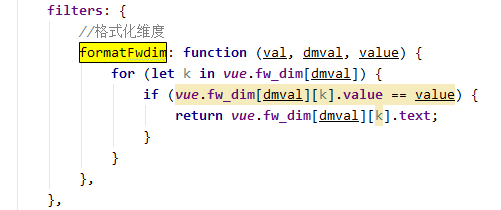 filters: {
//格式化维度
formatFwdim: function (val, dmval, value) {
for (let k in vue.fw_dim[dmval]) {
if (vue.fw_dim[dmval][k].value == value) {
return vue.fw_dim[dmval][k].text;
}
}
},
},